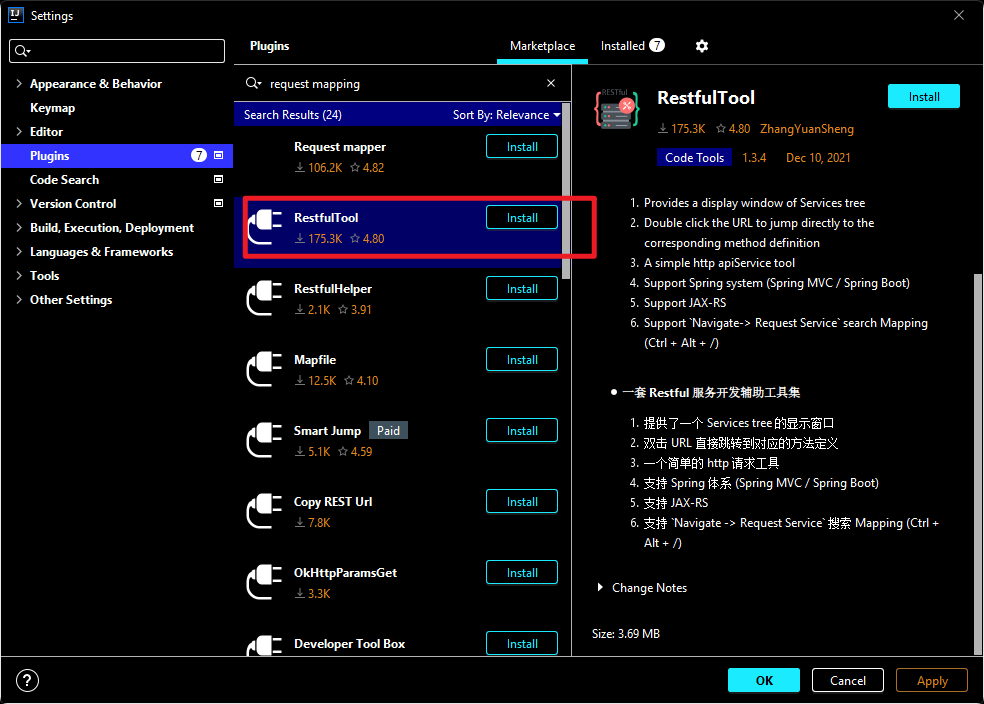 IJ
Settings
Plugins
Marketplace
Installed 7
Appearance & Behavior
Keymap
Editor
Plugins 7
Code Search
Version Control
Build, Execution, Deployment
Languages & Frameworks
Tools
Other Settings
request mapping
Search Results (24)
Sort By: Relevance
Request mapper
106.2K 4.82
Install
RestfulTool
175.3K 4.80
Install
RestfulHelper
2.1K 3.91
Install
Mapfile
12.5K 4.10
Install
Smart Jump Paid
5.1K 4.59
Install
Copy REST Url
7.8K
Install
OkHttpParamsGet
3.3K
Install
Developer Tool Box
Install
RESTful
RestfulTool
Install
175.3K 4.80 ZhangYuanSheng
Code Tools 1.3.4 Dec 10, 2021
1. Provides a display window of Services tree
2. Double click the URL to jump directly to the
corresponding method definition
3. A simple http apiService tool
4. Support Spring system (Spring MVC / Spring Boot)
5. Support JAX-RS
6. Support `Navigate-> Request Service` search Mapping
(Ctrl + Alt + /)
● 一套 Restful 服务开发辅助工具集
1. 提供了一个 Services tree 的显示窗口
2. 双击 URL 直接跳转到对应的方法定义
3. 一个简单的 http 请求工具
4. 支持 Spring 体系 (Spring MVC / Spring Boot)
5. 支持 JAX-RS
6. 支持 `Navigate -> Request Service` 搜索 Mapping (Ctrl +
Alt + /)
Change Notes
Size: 3.69 MB
?
OK
Cancel
Apply